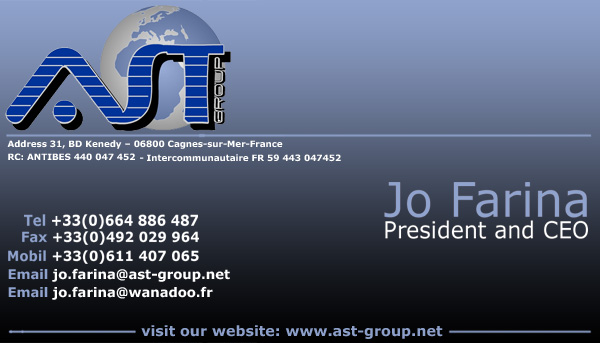 AST GROUP
Address 31, BD Kenedy – 06800 Cagnes-sur-Mer-France
RC: ANTIBES 440 047 452 - Intercommunautaire FR 59 443 047452
Jo Farina
President and CEO
Tel +33(0)664 886 487
Fax +33(0)492 029 964
Mobil +33(0)611 407 065
Email jo.farina@ast-group.net
Email jo.farina@wanadoo.fr
visit our website: www.ast-group.net